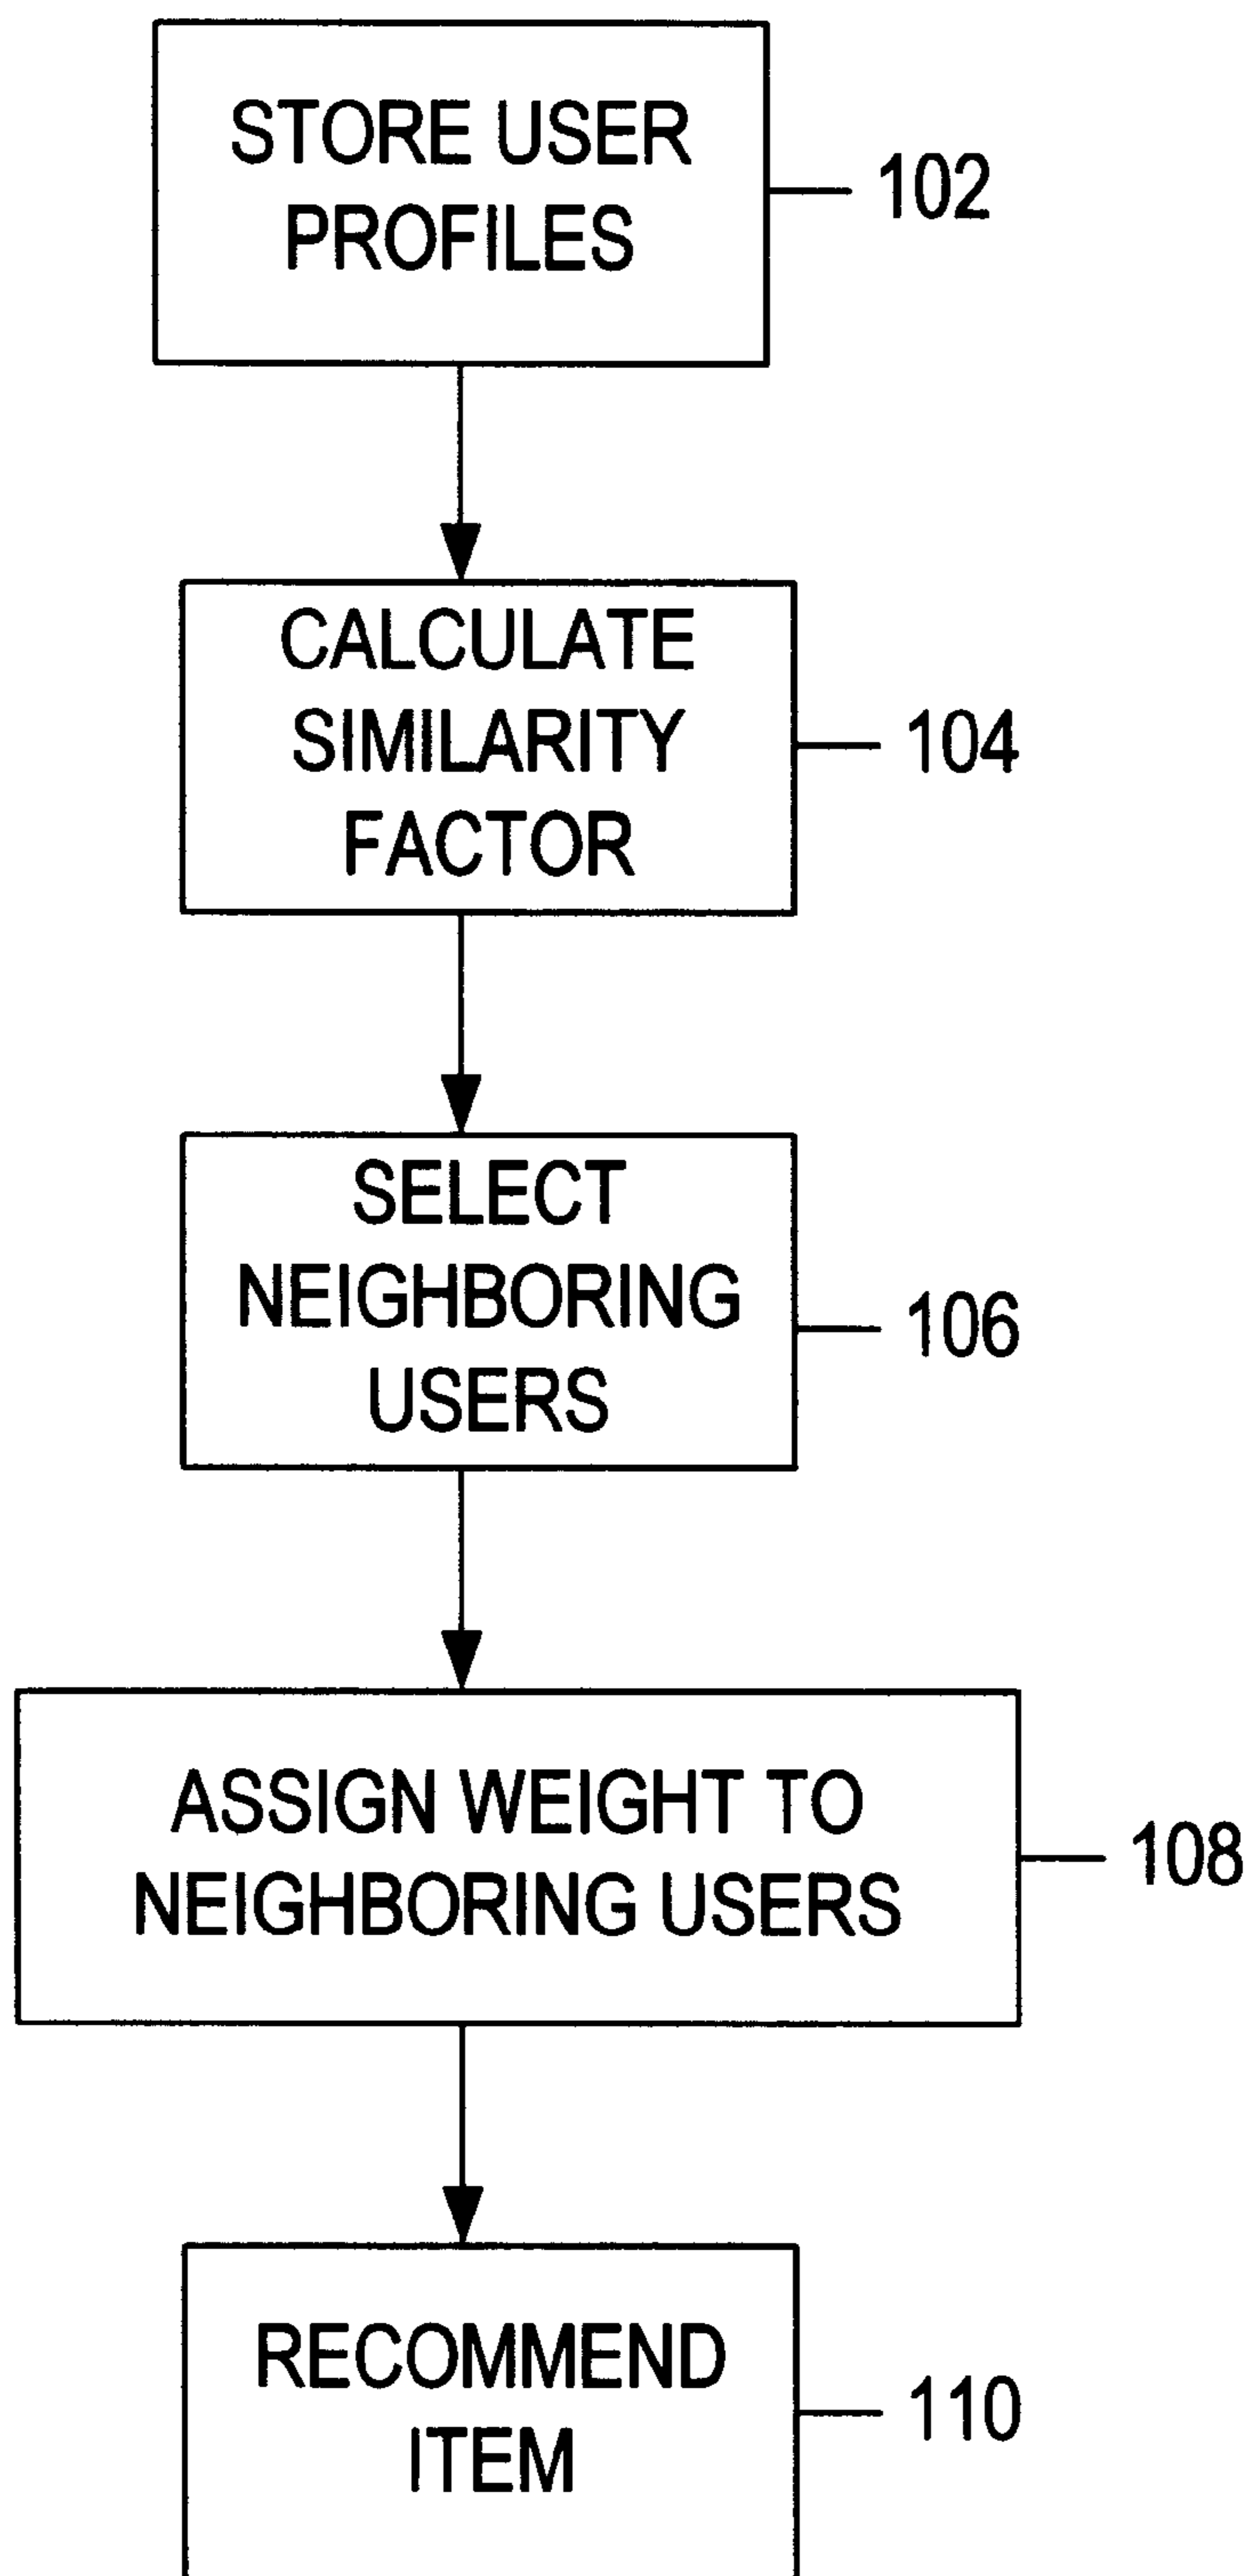 STORE USER
PROFILES
102
CALCULATE
SIMILARITY
FACTOR
104
SELECT
NEIGHBORING
USERS
106
ASSIGN WEIGHT TO
NEIGHBORING USERS
108
RECOMMEND
ITEM
110